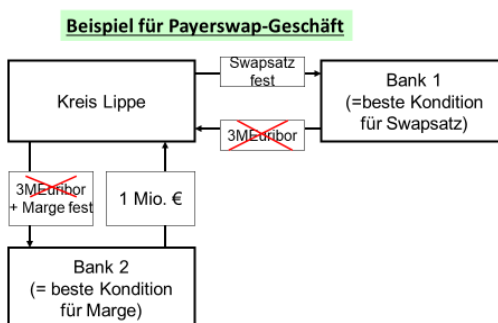 Beispiel für Payerswap-Geschäft
Kreis Lippe
Swapsatz
fest
Bank 1
(=beste Kondition
für Swapsatz)
3MEuribor
3MEuribor
+ Marge fest
1 Mio. €
Bank 2
(= beste Kondition
für Marge)